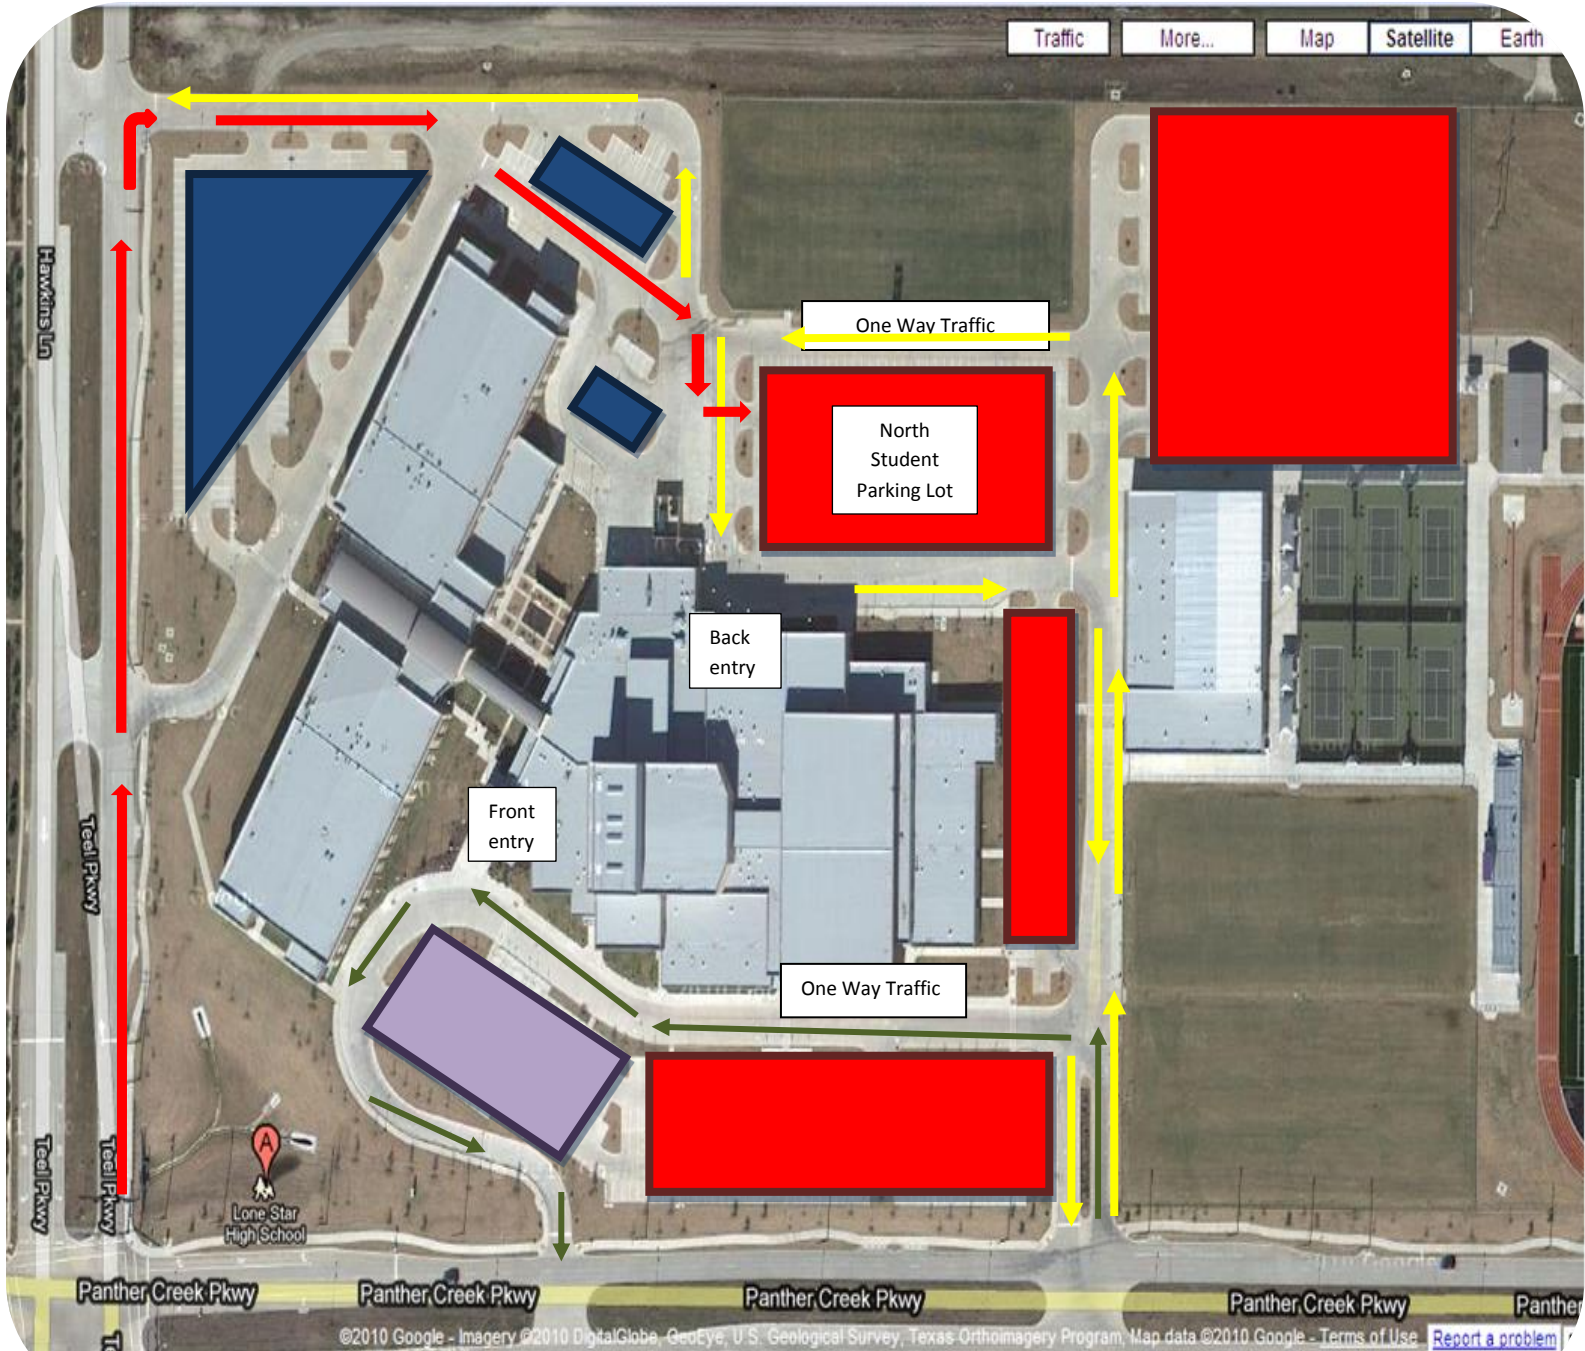 Traffic
More...
Map
Satellite
Earth
Hawkins Ln
One Way Traffic
North
Student
Parking Lot
Back
entry
Front
entry
Teel Pkwy
One Way Traffic
A
Teel Pkwy
Teel Pkwy
Lone Star
High School
Panther Creek Pkwy
Panther Creek Pkwy
Panther Creek Pkwy
Panther Creek Pkwy
Panther
©2010 Google - Imagery ©2010 DigitalGlobe, GeoEye, U.S. Geological Survey, Texas Orthoimagery Program, Map data ©2010 Google - Terms of Use
Report a problem